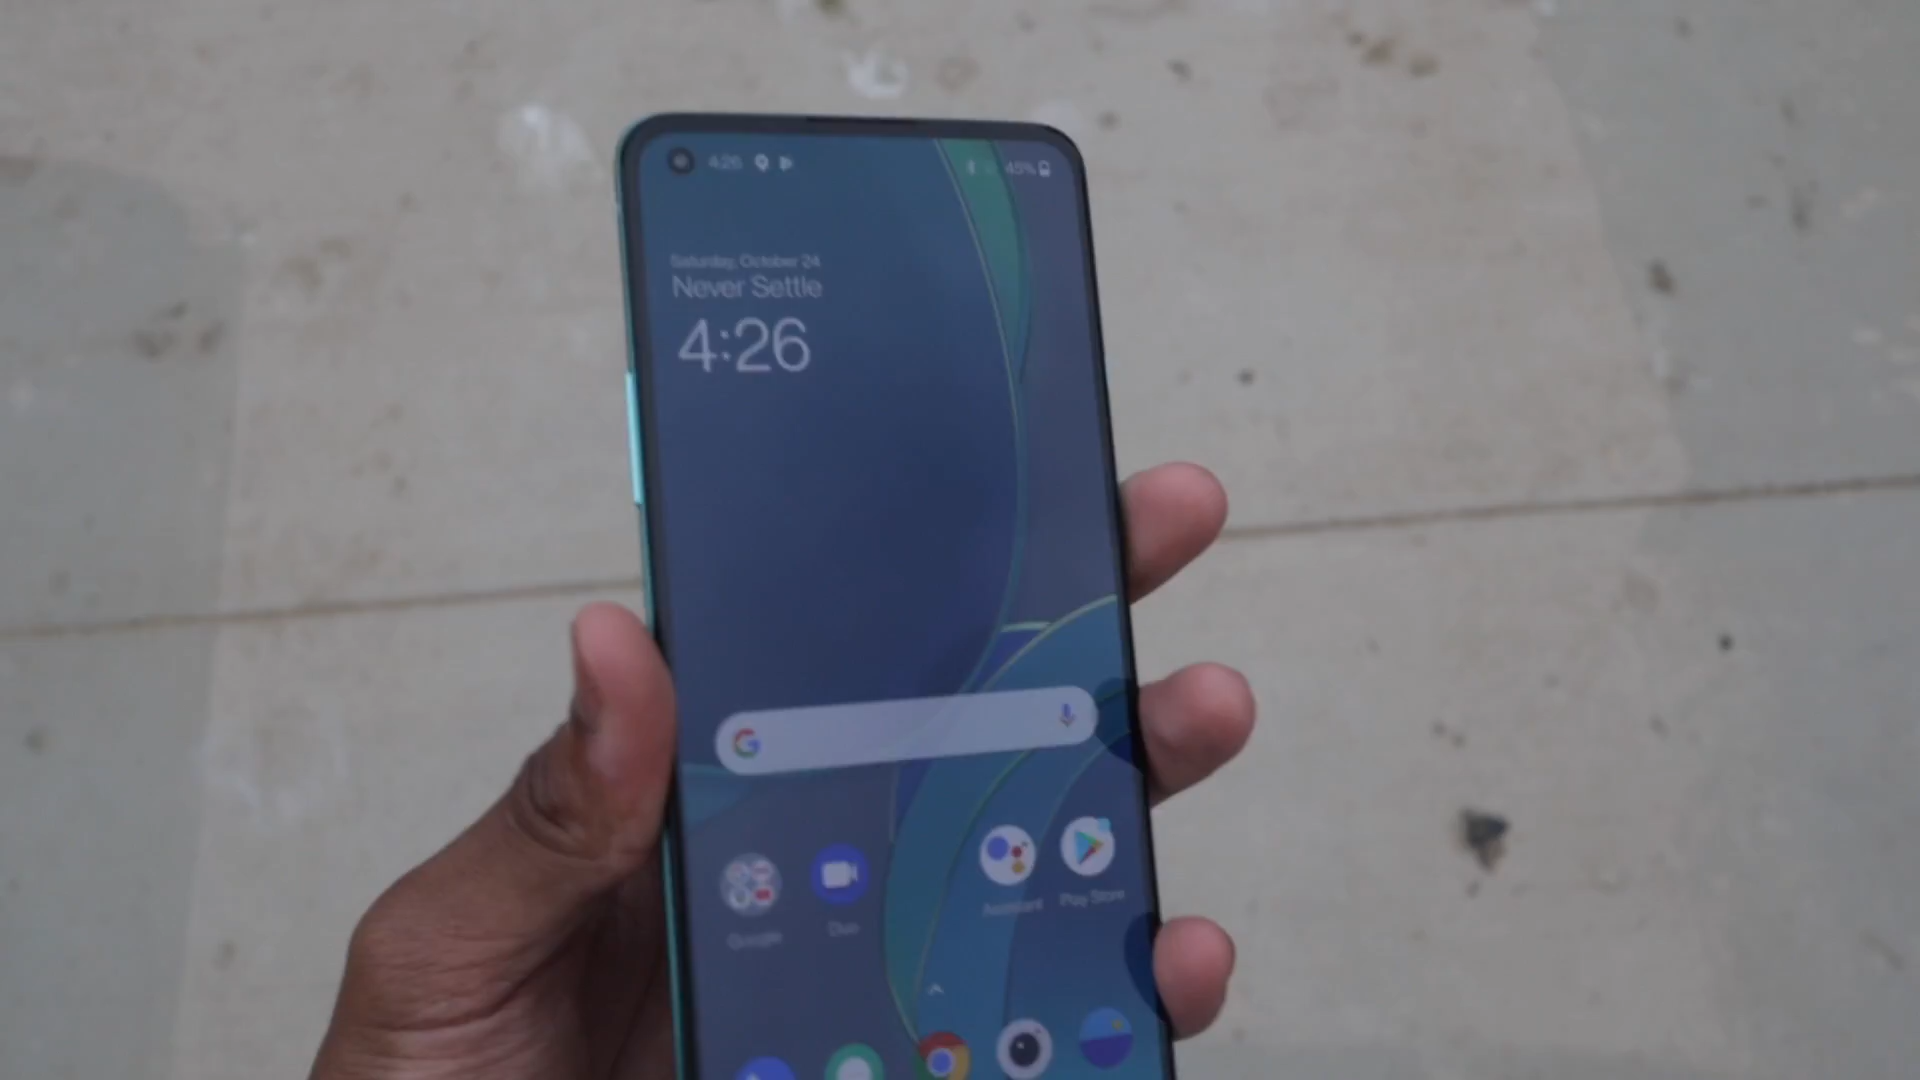 4:26
45%
Saturday, October 24
Never Settle
4:26
G
Google
Duo
Assistant
Play Store